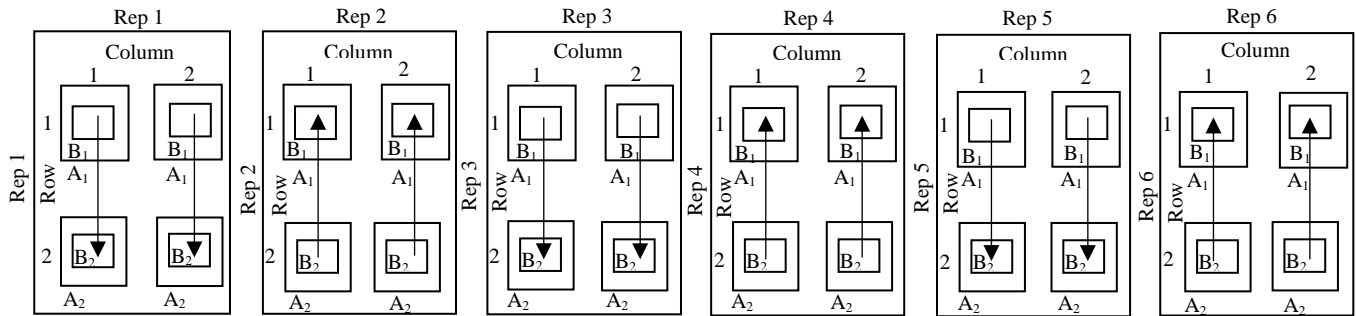 Rep 1 Rep 2 Rep 3 Rep 4 Rep 5 Rep 6
Column Column Column Column Column Column
1 2 1 2 1 2 1 2 1 2 1 2
1 1 1 1 1 1
B₁ B₁ B₁ B₁ B₁ B₁ B₁ B₁ B₁ B₁ B₁ B₁
A₁ A₁ A₁ A₁ A₁ A₁ A₁ A₁ A₁ A₁ A₁ A₁
Rep 1 Rep 2 Rep 3 Rep 4 Rep 5 Rep 6
Row Row Row Row Row Row
2 2 2 2 2 2
B₂ B₂ B₂ B₂ B₂ B₂ B₂ B₂ B₂ B₂ B₂ B₂
A₂ A₂ A₂ A₂ A₂ A₂ A₂ A₂ A₂ A₂ A₂ A₂